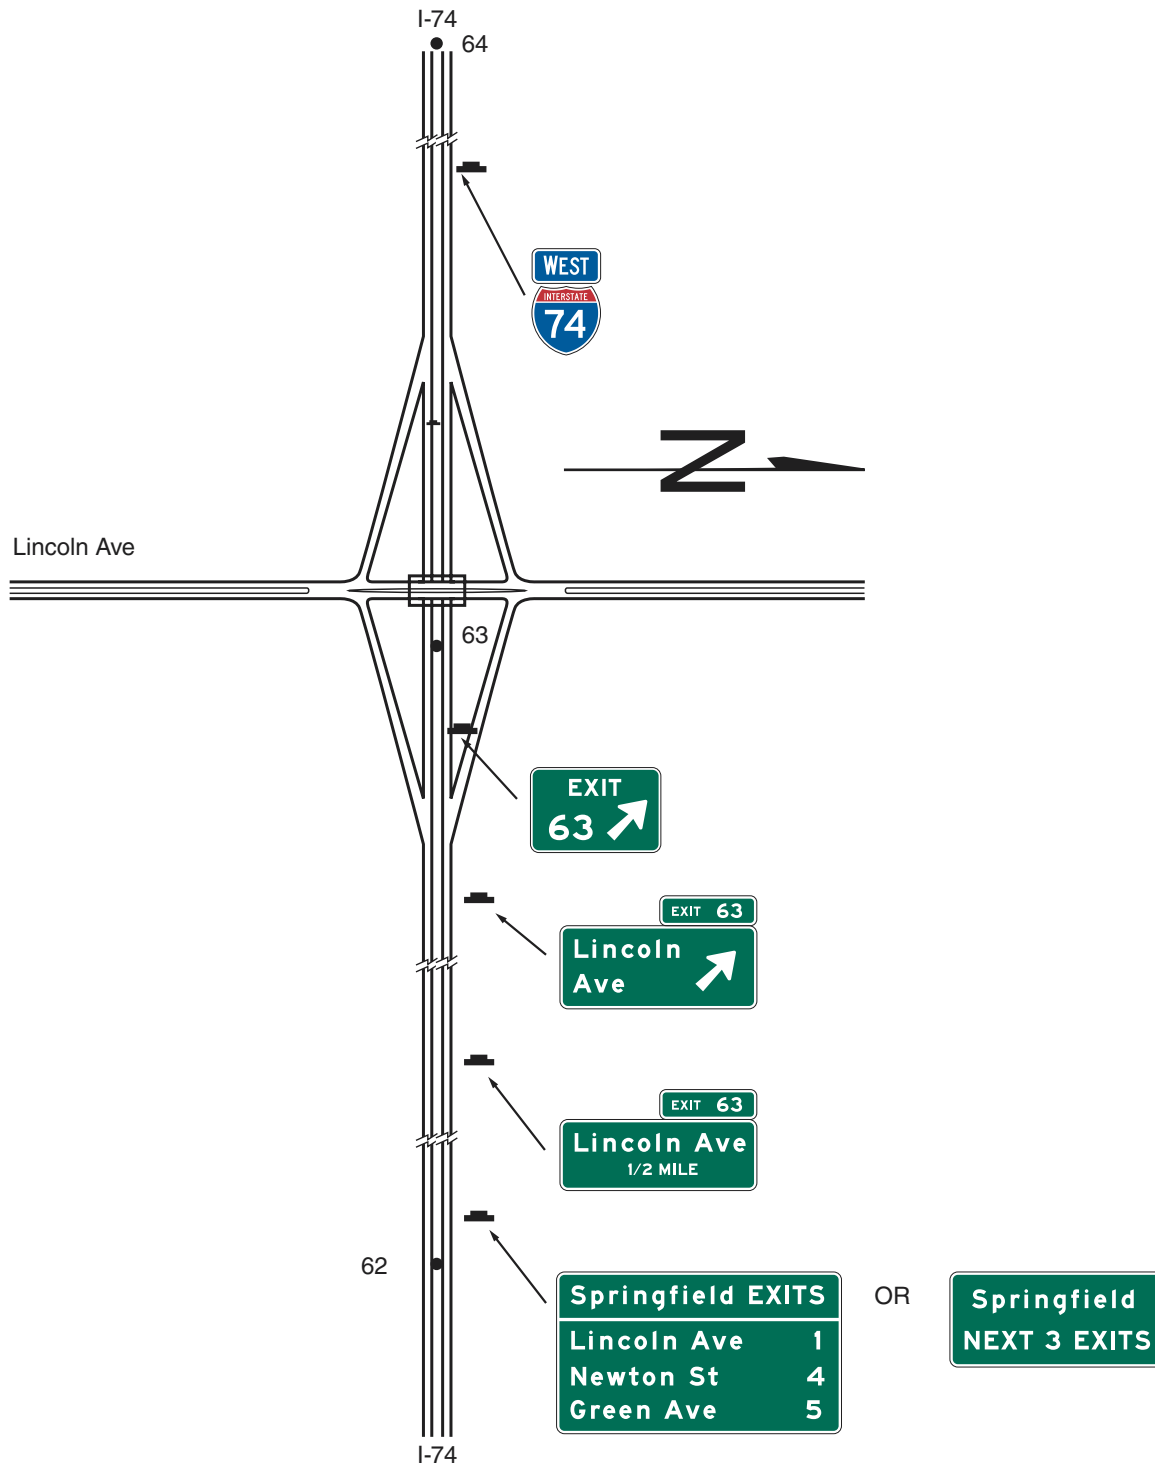 I-74
64
WEST
INTERSTATE
74
N
Lincoln Ave
63
EXIT
63
EXIT 63
Lincoln
Ave
EXIT 63
Lincoln Ave
1/2 MILE
62
Springfield EXITS
Lincoln Ave 1
Newton St 4
Green Ave 5
OR
Springfield
NEXT 3 EXITS
I-74